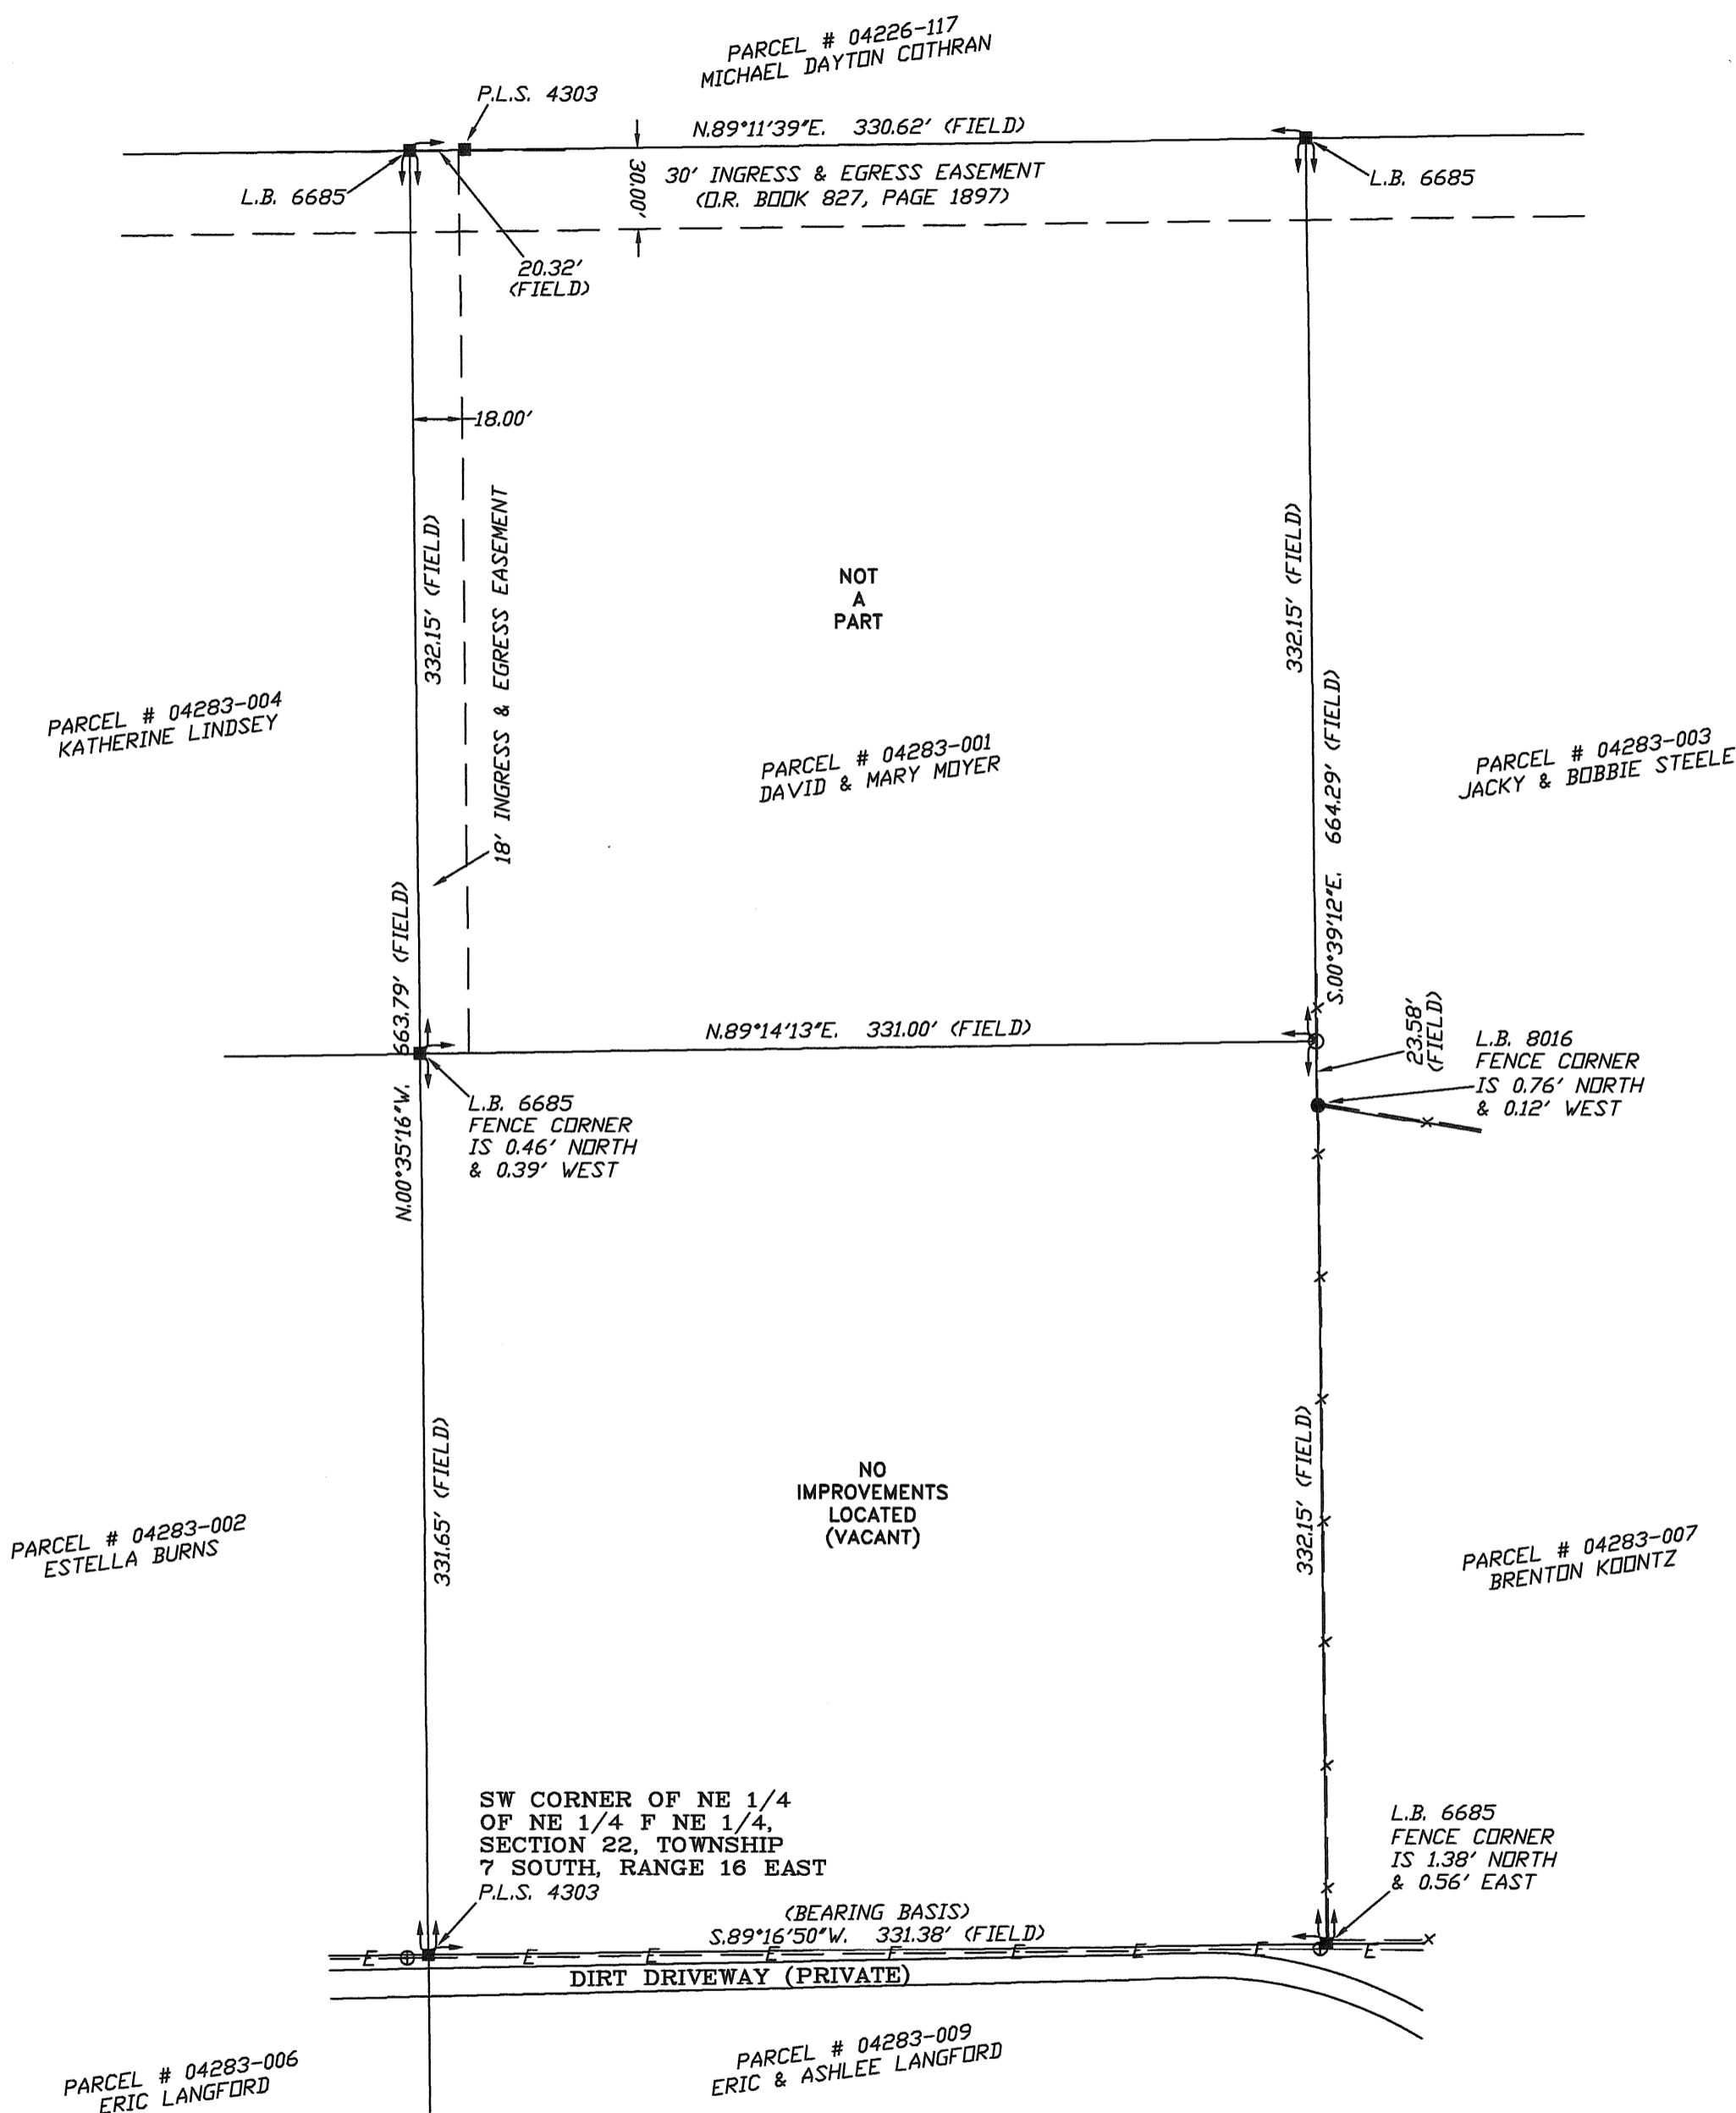 PARCEL # 04226-117
MICHAEL DAYTON COTHRAN
P.L.S. 4303
N.89°11'39"E. 330.62' (FIELD)
L.B. 6685
30.00'
30' INGRESS & EGRESS EASEMENT
(O.R. BOOK 827, PAGE 1897)
L.B. 6685
20.32'
(FIELD)
18.00'
332.15' (FIELD)
18' INGRESS & EGRESS EASEMENT
NOT
A
PART
332.15' (FIELD)
PARCEL # 04283-004
KATHERINE LINDSEY
PARCEL # 04283-001
DAVID & MARY MOYER
S.00°39'12"E. 664.29' (FIELD)
PARCEL # 04283-003
JACKY & BOBBIE STEELE
N.00°35'16"W. 663.79' (FIELD)
N.89°14'13"E. 331.00' (FIELD)
23.58'
(FIELD)
L.B. 8016
FENCE CORNER
IS 0.76' NORTH
& 0.12' WEST
L.B. 6685
FENCE CORNER
IS 0.46' NORTH
& 0.39' WEST
331.65' (FIELD)
NO
IMPROVEMENTS
LOCATED
(VACANT)
332.15' (FIELD)
PARCEL # 04283-002
ESTELLA BURNS
PARCEL # 04283-007
BRENTON KOONTZ
SW CORNER OF NE 1/4
OF NE 1/4 F NE 1/4,
SECTION 22, TOWNSHIP
7 SOUTH, RANGE 16 EAST
P.L.S. 4303
L.B. 6685
FENCE CORNER
IS 1.38' NORTH
& 0.56' EAST
(BEARING BASIS)
S.89°16'50"W. 331.38' (FIELD)
E E E E E E E E E E
DIRT DRIVEWAY (PRIVATE)
PARCEL # 04283-009
ERIC & ASHLEE LANGFORD
PARCEL # 04283-006
ERIC LANGFORD